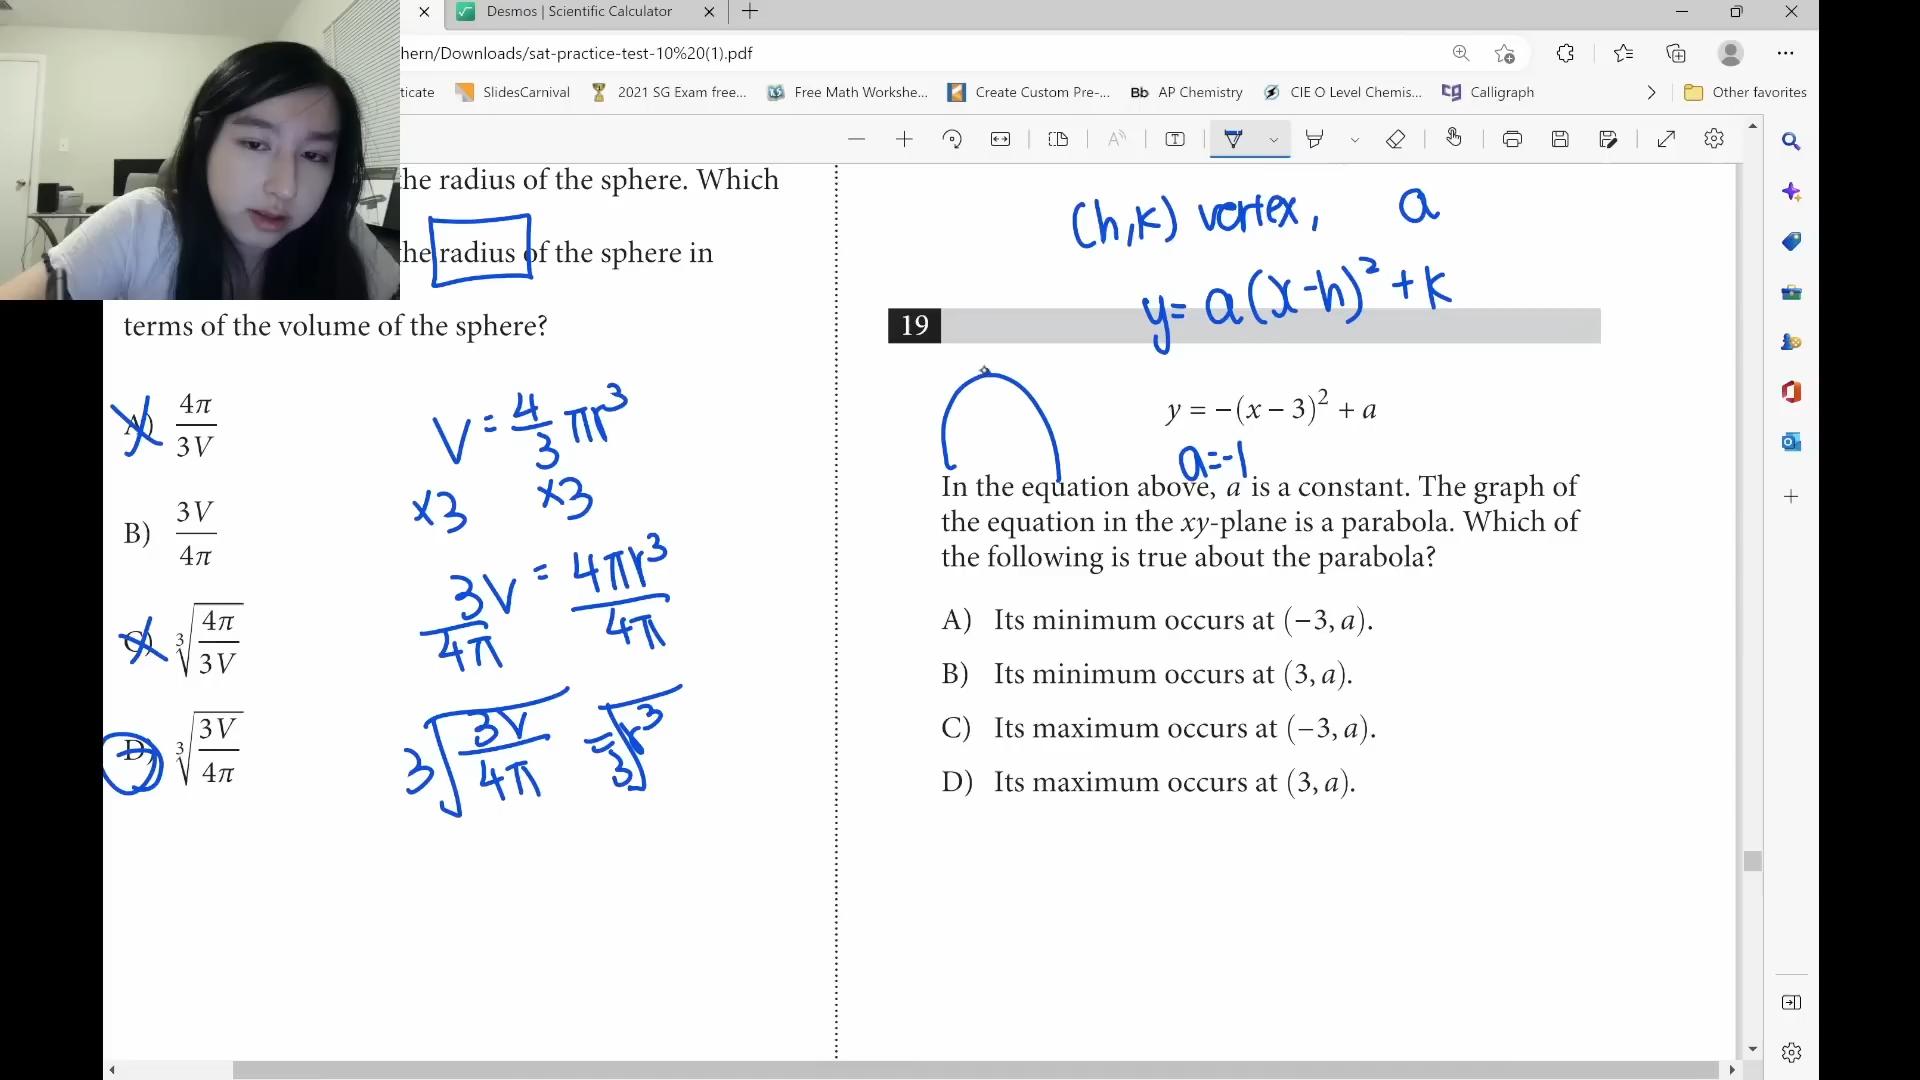 Desmos | Scientific Calculator
hern/Downloads/sat-practice-test-10%20(1).pdf
ticate
SlidesCarnival
2021 SG Exam free...
Free Math Workshe...
Create Custom Pre-...
Bb AP Chemistry
CIE O Level Chemis...
Calligraph
Other favorites
he radius of the sphere. Which
he radius of the sphere in
terms of the volume of the sphere?
A) 4π/3V
B) 3V/4π
C) ∛(4π/3V)
D) ∛(3V/4π)
V = 4/3 πr³
×3 ×3
3V/4π = 4πr³/4π
3√(3V/4π) = 3√r³
(h,k) vertex, a
y= a(x-h)² + k
19
y = −(x − 3)² + a
a=-1
In the equation above, a is a constant. The graph of
the equation in the xy-plane is a parabola. Which of
the following is true about the parabola?
A) Its minimum occurs at (−3, a).
B) Its minimum occurs at (3, a).
C) Its maximum occurs at (−3, a).
D) Its maximum occurs at (3, a).